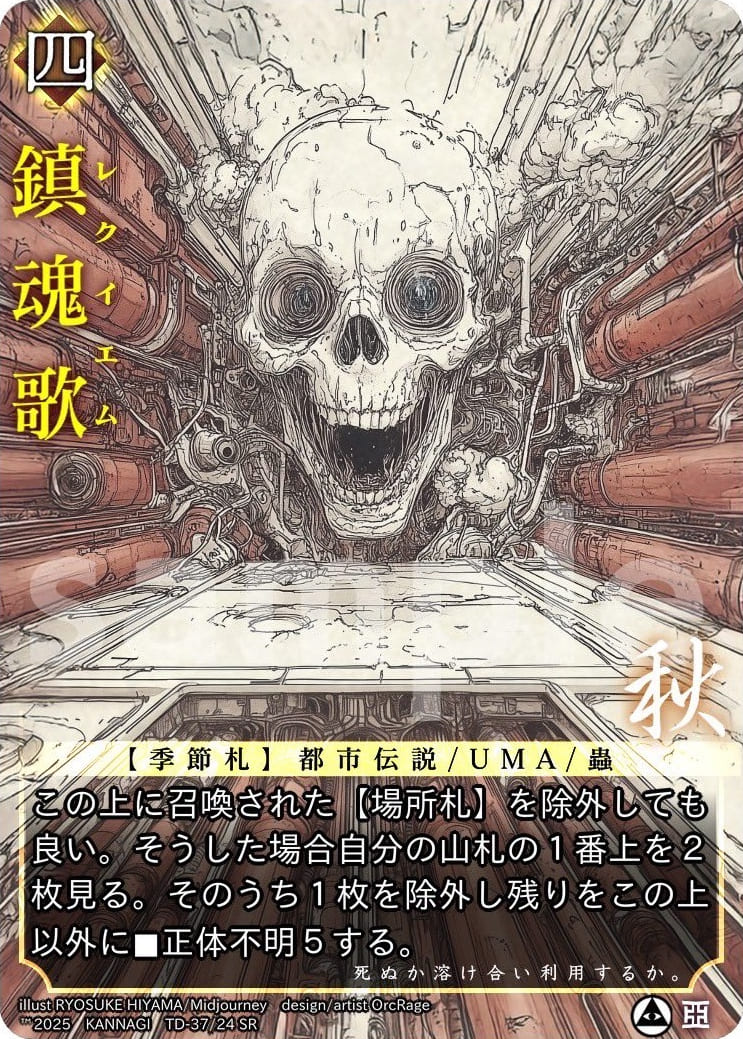 四
鎮魂歌
レクイエム
秋
【季節札】都市伝説/UMA/蟲
この上に召喚された【場所札】を除外しても
良い。そうした場合自分の山札の1番上を2
枚見る。そのうち1枚を除外し残りをこの上
以外に■正体不明5する。
死ぬか溶け合い利用するか。
illust RYOSUKE HIYAMA/Midjourney design/artist OrcRage
™2025 KANNAGI TD-37/24 SR